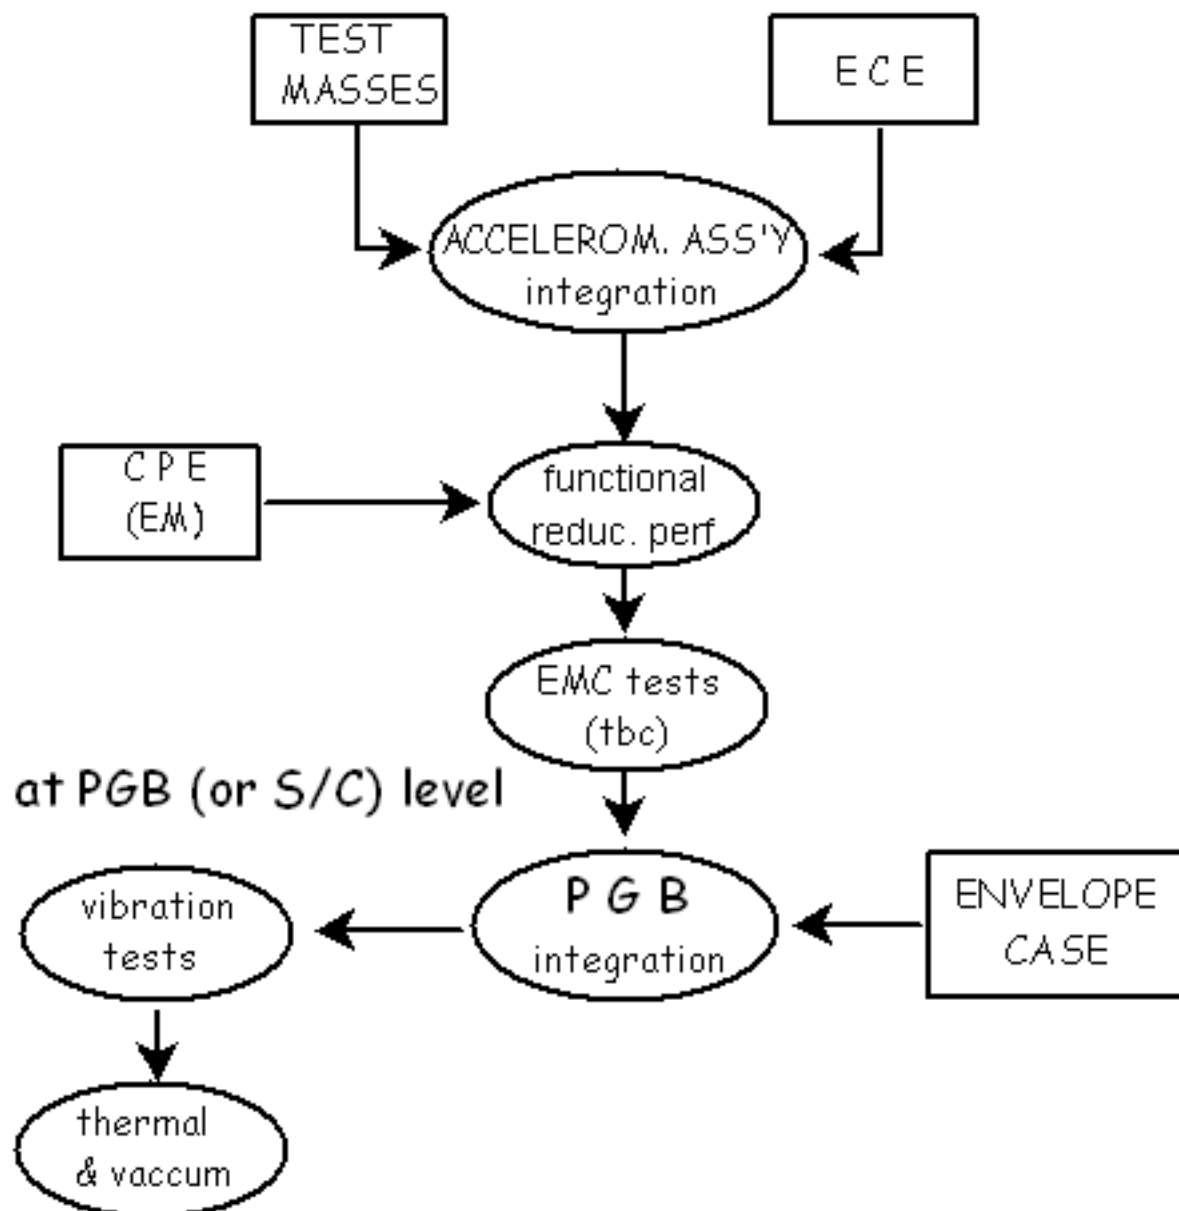 TEST
MASSES
E C E
ACCELEROM. ASS'Y
integration
C P E
(EM)
functional
reduc. perf
EMC tests
(tbc)
at PGB (or S/C) level
vibration
tests
P G B
integration
ENVELOPE
CASE
thermal
& vaccum